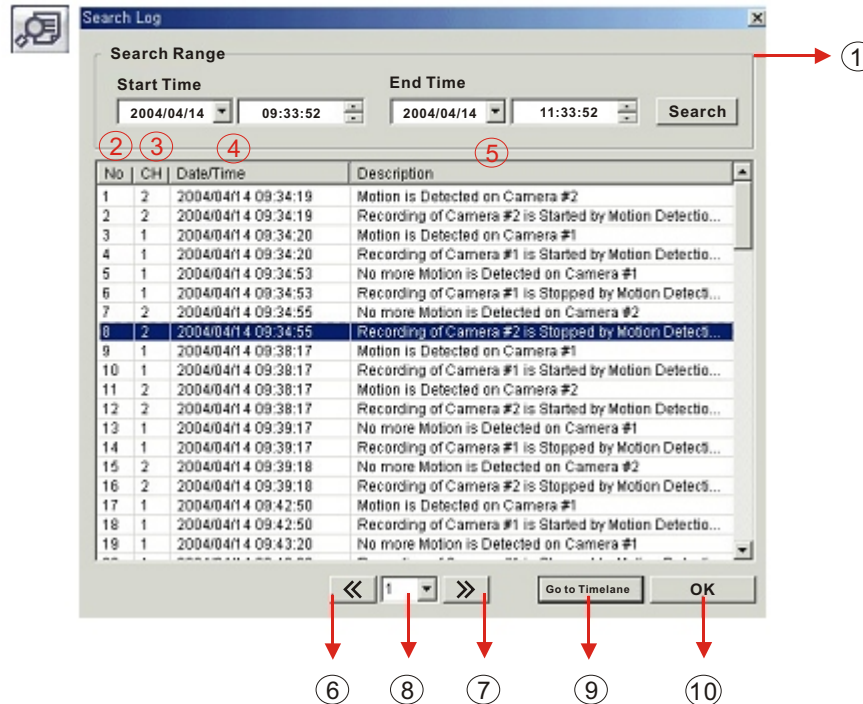 Search Log
Search Range
Start Time End Time
2004/04/14 09:33:52 2004/04/14 11:33:52 Search
1
2 3 4 5
No CH Date/Time Description
1 2 2004/04/14 09:34:19 Motion is Detected on Camera #2
2 2 2004/04/14 09:34:19 Recording of Camera #2 is Started by Motion Detectio...
3 1 2004/04/14 09:34:20 Motion is Detected on Camera #1
4 1 2004/04/14 09:34:20 Recording of Camera #1 is Started by Motion Detectio...
5 1 2004/04/14 09:34:53 No more Motion is Detected on Camera #1
6 1 2004/04/14 09:34:53 Recording of Camera #1 is Stopped by Motion Detecti...
7 2 2004/04/14 09:34:55 No more Motion is Detected on Camera #2
8 2 2004/04/14 09:34:55 Recording of Camera #2 is Stopped by Motion Detecti...
9 1 2004/04/14 09:38:17 Motion is Detected on Camera #1
10 1 2004/04/14 09:38:17 Recording of Camera #1 is Started by Motion Detectio...
11 2 2004/04/14 09:38:17 Motion is Detected on Camera #2
12 2 2004/04/14 09:38:17 Recording of Camera #2 is Started by Motion Detectio...
13 1 2004/04/14 09:39:17 No more Motion is Detected on Camera #1
14 1 2004/04/14 09:39:17 Recording of Camera #1 is Stopped by Motion Detecti...
15 2 2004/04/14 09:39:18 No more Motion is Detected on Camera #2
16 2 2004/04/14 09:39:18 Recording of Camera #2 is Stopped by Motion Detecti...
17 1 2004/04/14 09:42:50 Motion is Detected on Camera #1
18 1 2004/04/14 09:42:50 Recording of Camera #1 is Started by Motion Detectio...
19 1 2004/04/14 09:43:20 No more Motion is Detected on Camera #1
1 Go to Timelane OK
6 8 7 9 10